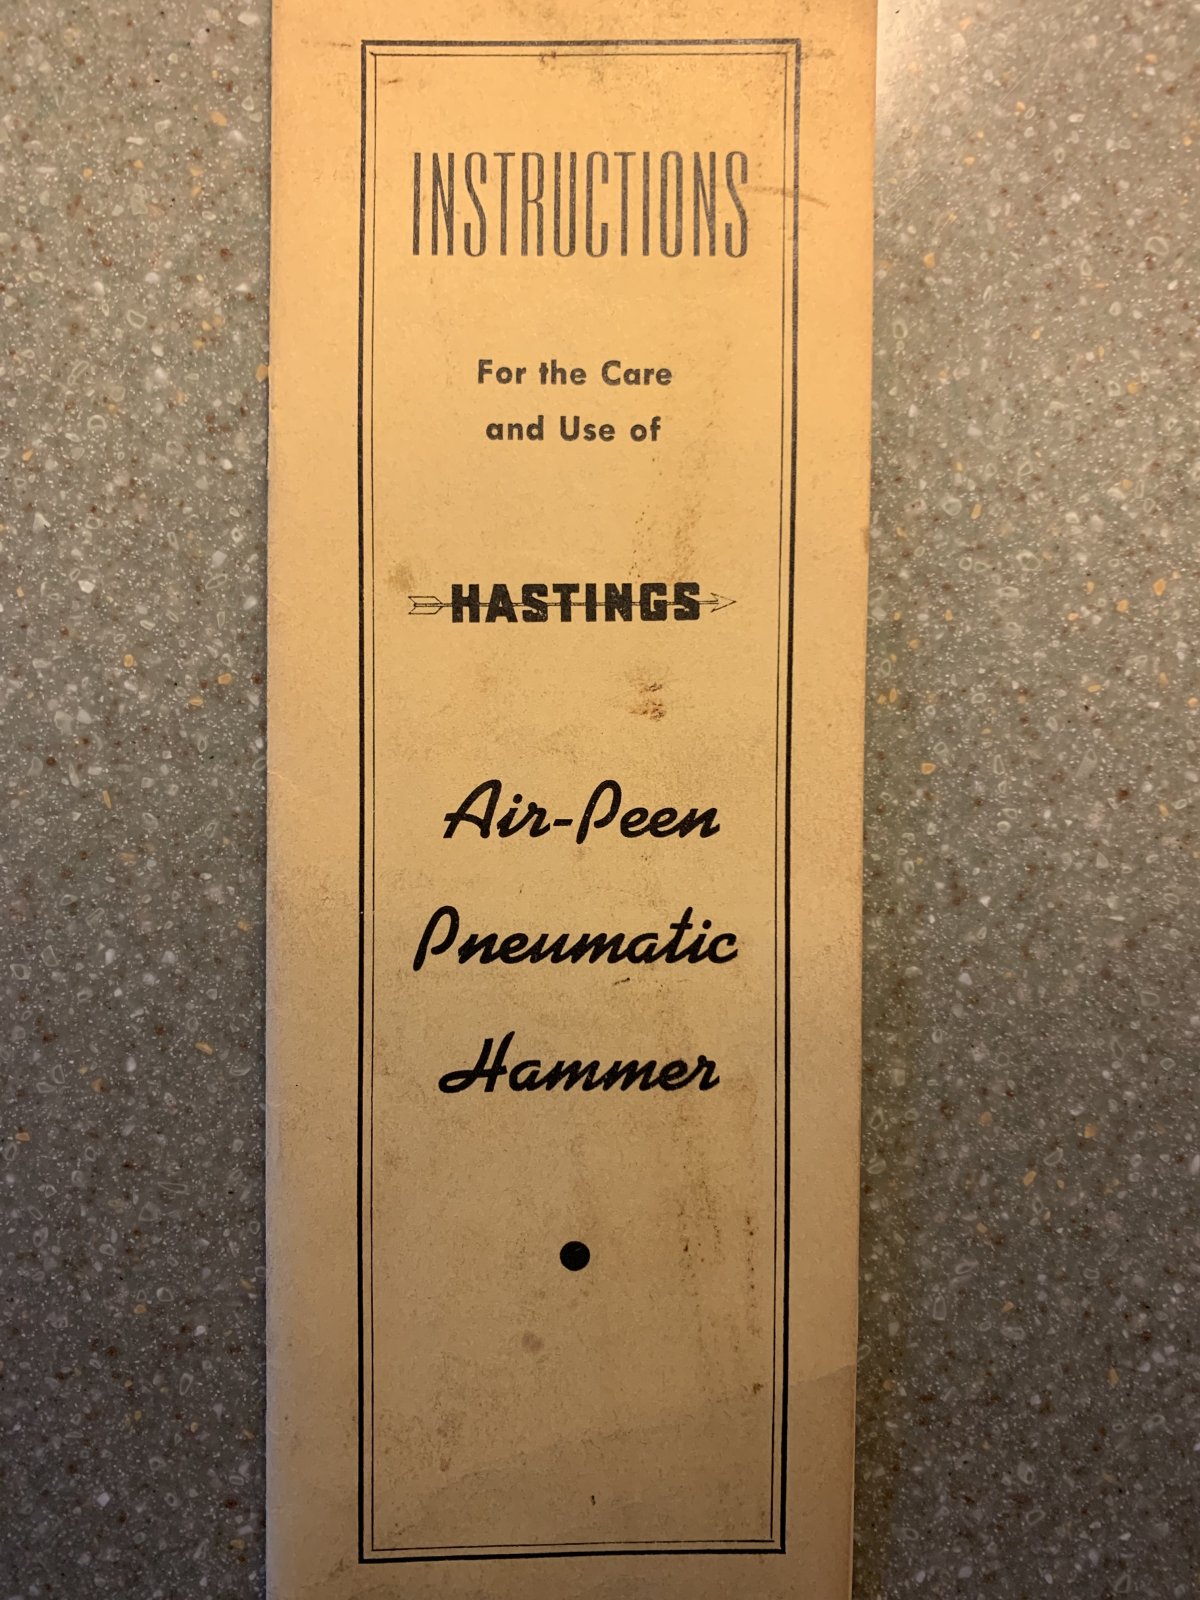 INSTRUCTIONS
For the Care
and Use of
HASTINGS
Air-Peen
Pneumatic
Hammer